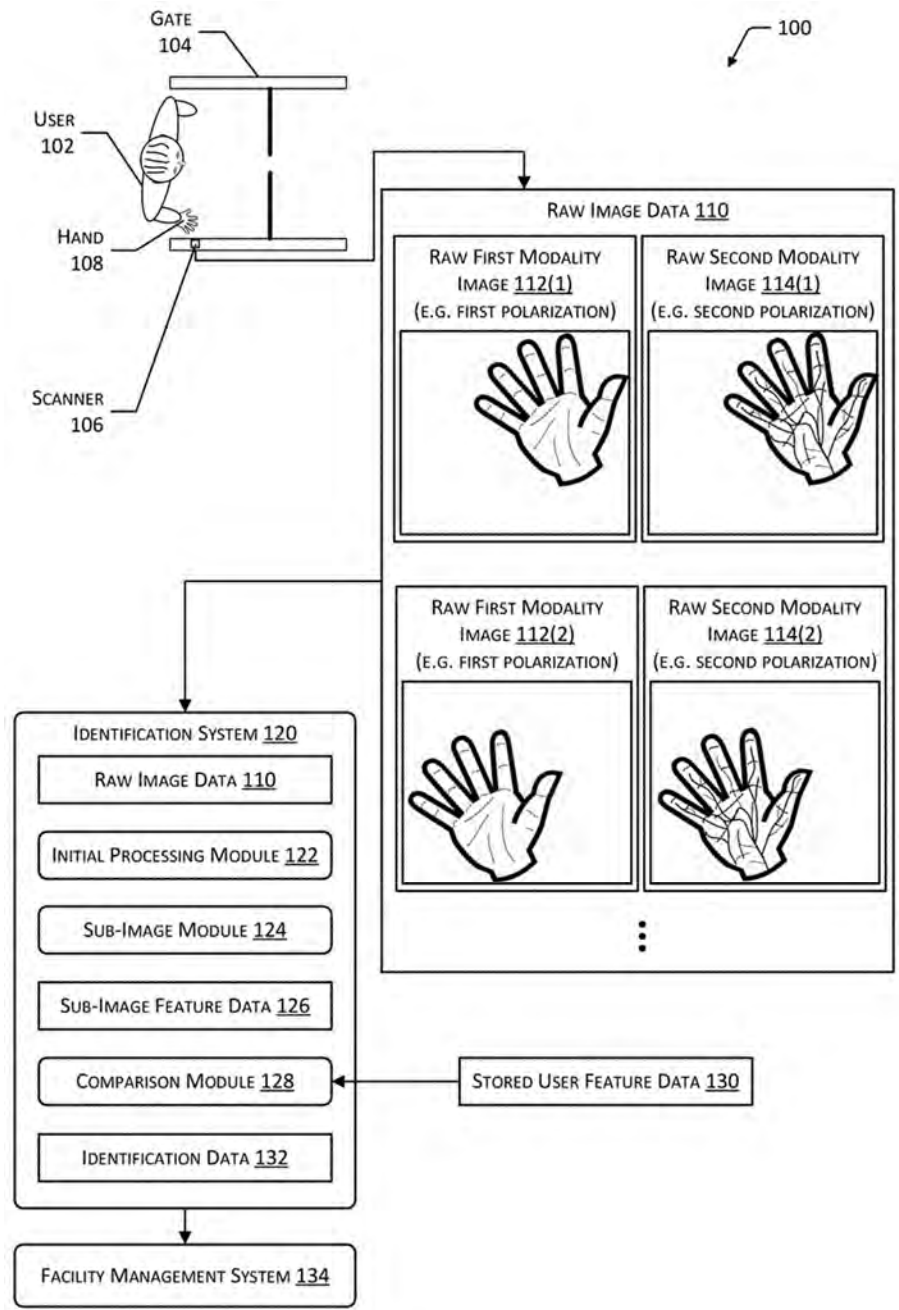 GATE
104
100
USER
102
HAND
108
SCANNER
106
RAW IMAGE DATA 110
RAW FIRST MODALITY
IMAGE 112(1)
(E.G. FIRST POLARIZATION)
RAW SECOND MODALITY
IMAGE 114(1)
(E.G. SECOND POLARIZATION)
RAW FIRST MODALITY
IMAGE 112(2)
(E.G. FIRST POLARIZATION)
RAW SECOND MODALITY
IMAGE 114(2)
(E.G. SECOND POLARIZATION)
IDENTIFICATION SYSTEM 120
RAW IMAGE DATA 110
INITIAL PROCESSING MODULE 122
SUB-IMAGE MODULE 124
SUB-IMAGE FEATURE DATA 126
COMPARISON MODULE 128
STORED USER FEATURE DATA 130
IDENTIFICATION DATA 132
FACILITY MANAGEMENT SYSTEM 134